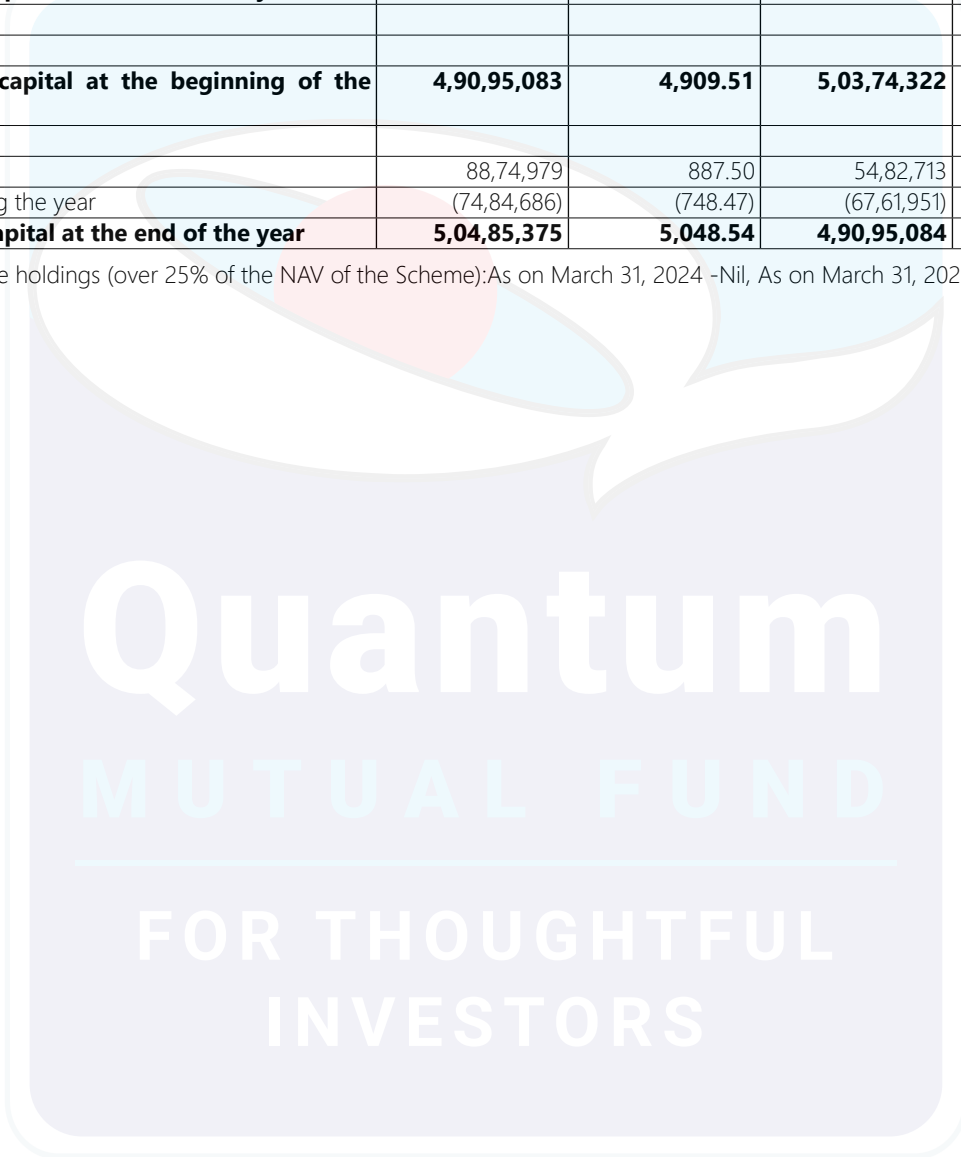 capital at the beginning of the 4,90,95,083 4,909.51 5,03,74,322
88,74,979 887.50 54,82,713
the year (74,84,686) (748.47) (67,61,951)
at the end of the year 5,04,85,375 5,048.54 4,90,95,084
holdings (over 25% of the NAV of the Scheme):As on March 31, 2024 -Nil, As on March 31,
Quantum
MUTUAL FUND
FOR THOUGHTFUL
INVESTORS